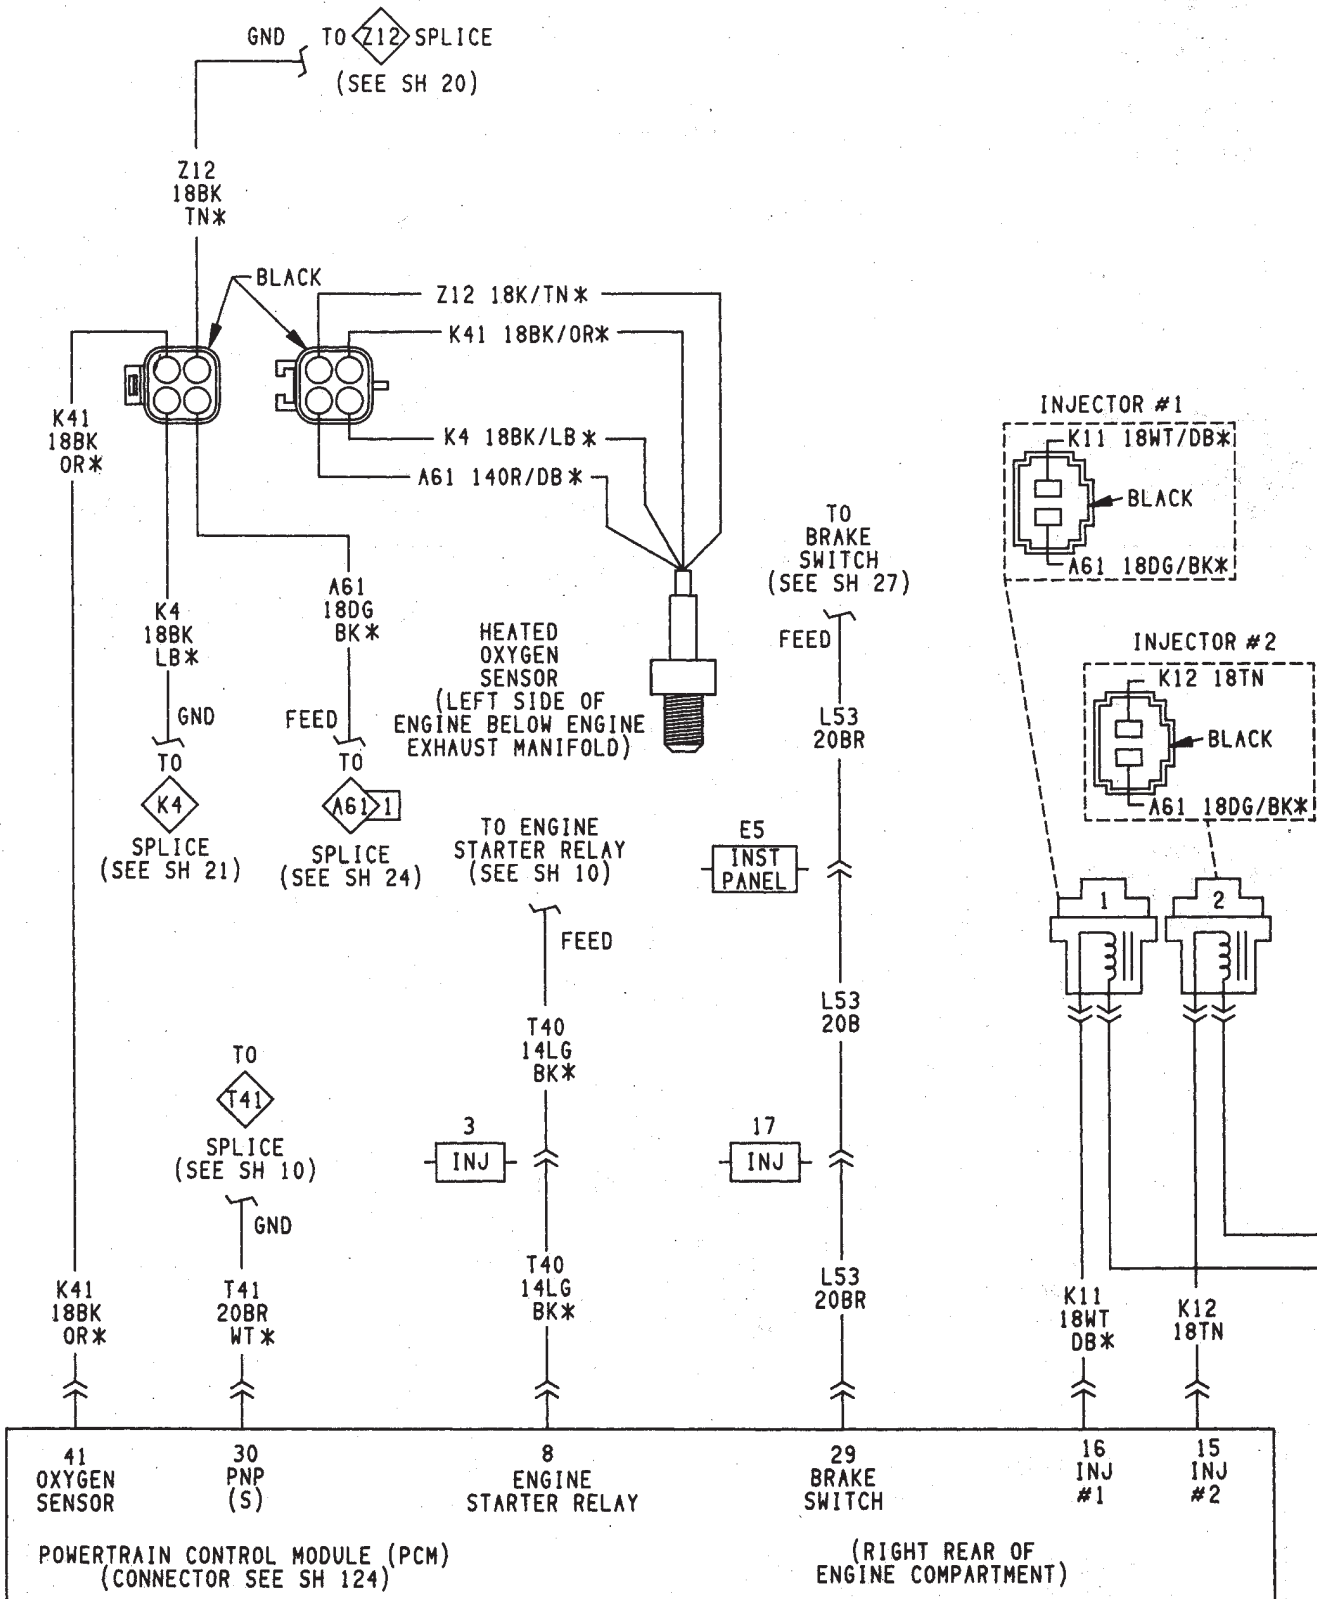 GND TO Z12 SPLICE
(SEE SH 20)
Z12
18BK
TN*
BLACK
Z12 18K/TN*
K41 18BK/OR*
K4 18BK/LB*
A61 140R/DB*
K41
18BK
OR*
K4
18BK
LB*
GND
TO
K4
SPLICE
(SEE SH 21)
A61
18DG
BK*
FEED
TO
A61 1
SPLICE
(SEE SH 24)
HEATED
OXYGEN
SENSOR
(LEFT SIDE OF
ENGINE BELOW ENGINE
EXHAUST MANIFOLD)
TO
BRAKE
SWITCH
(SEE SH 27)
FEED
L53
20BR
E5
INST
PANEL
L53
20B
17
INJ
L53
20BR
TO ENGINE
STARTER RELAY
(SEE SH 10)
FEED
T40
14LG
BK*
3
INJ
T40
14LG
BK*
TO
T41
SPLICE
(SEE SH 10)
GND
T41
20BR
WT*
K41
18BK
OR*
INJECTOR #1
K11 18WT/DB*
BLACK
A61 18DG/BK*
INJECTOR #2
K12 18TN
BLACK
A61 18DG/BK*
1
2
K11
18WT
DB*
K12
18TN
41
OXYGEN
SENSOR
30
PNP
(S)
8
ENGINE
STARTER RELAY
29
BRAKE
SWITCH
16
INJ
#1
15
INJ
#2
POWERTRAIN CONTROL MODULE (PCM)
(CONNECTOR SEE SH 124)
(RIGHT REAR OF
ENGINE COMPARTMENT)